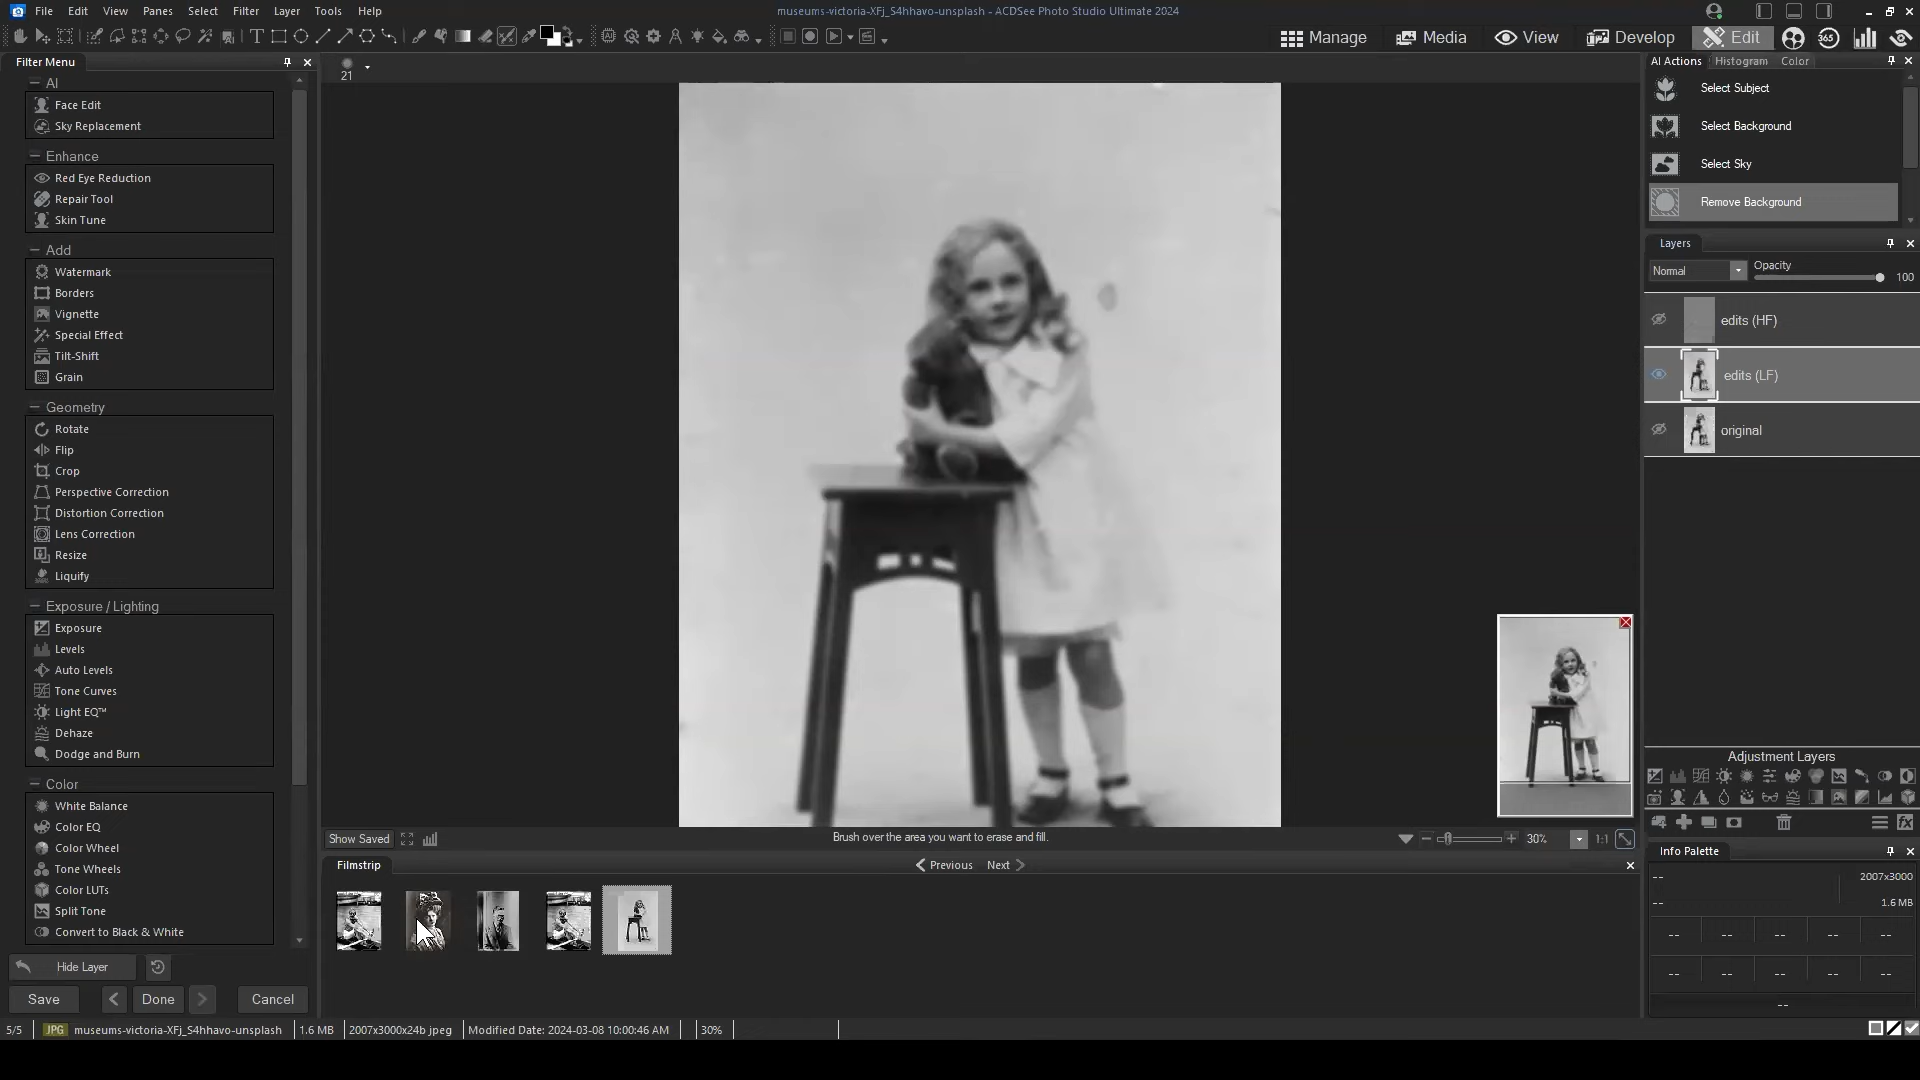 File Edit View Panes Select Filter Layer Tools Help
museums-victoria-XFj_S4hhavo-unsplash - ACDSee Photo Studio Ultimate 2024
Manage Media View Develop Edit 365
Filter Menu
21
AI Actions Histogram Color
AI
Face Edit
Sky Replacement
Enhance
Red Eye Reduction
Repair Tool
Skin Tune
Add
Watermark
Borders
Vignette
Special Effect
Tilt-Shift
Grain
Geometry
Rotate
Flip
Crop
Perspective Correction
Distortion Correction
Lens Correction
Resize
Liquify
Exposure / Lighting
Exposure
Levels
Auto Levels
Tone Curves
Light EQ™
Dehaze
Dodge and Burn
Color
White Balance
Color EQ
Color Wheel
Tone Wheels
Color LUTs
Split Tone
Convert to Black & White
Hide Layer
Save Done Cancel
Select Subject
Select Background
Select Sky
Remove Background
Layers
Normal Opacity 100
edits (HF)
edits (LF)
original
Adjustment Layers
Show Saved Brush over the area you want to erase and fill. 30% 1:1
Filmstrip Previous Next
Info Palette
-- 2007x3000
-- 1.6 MB
-- -- -- -- --
-- -- -- -- --
--
5/5 JPG museums-victoria-XFj_S4hhavo-unsplash 1.6 MB 2007x3000x24b jpeg Modified Date: 2024-03-08 10:00:46 AM 30%